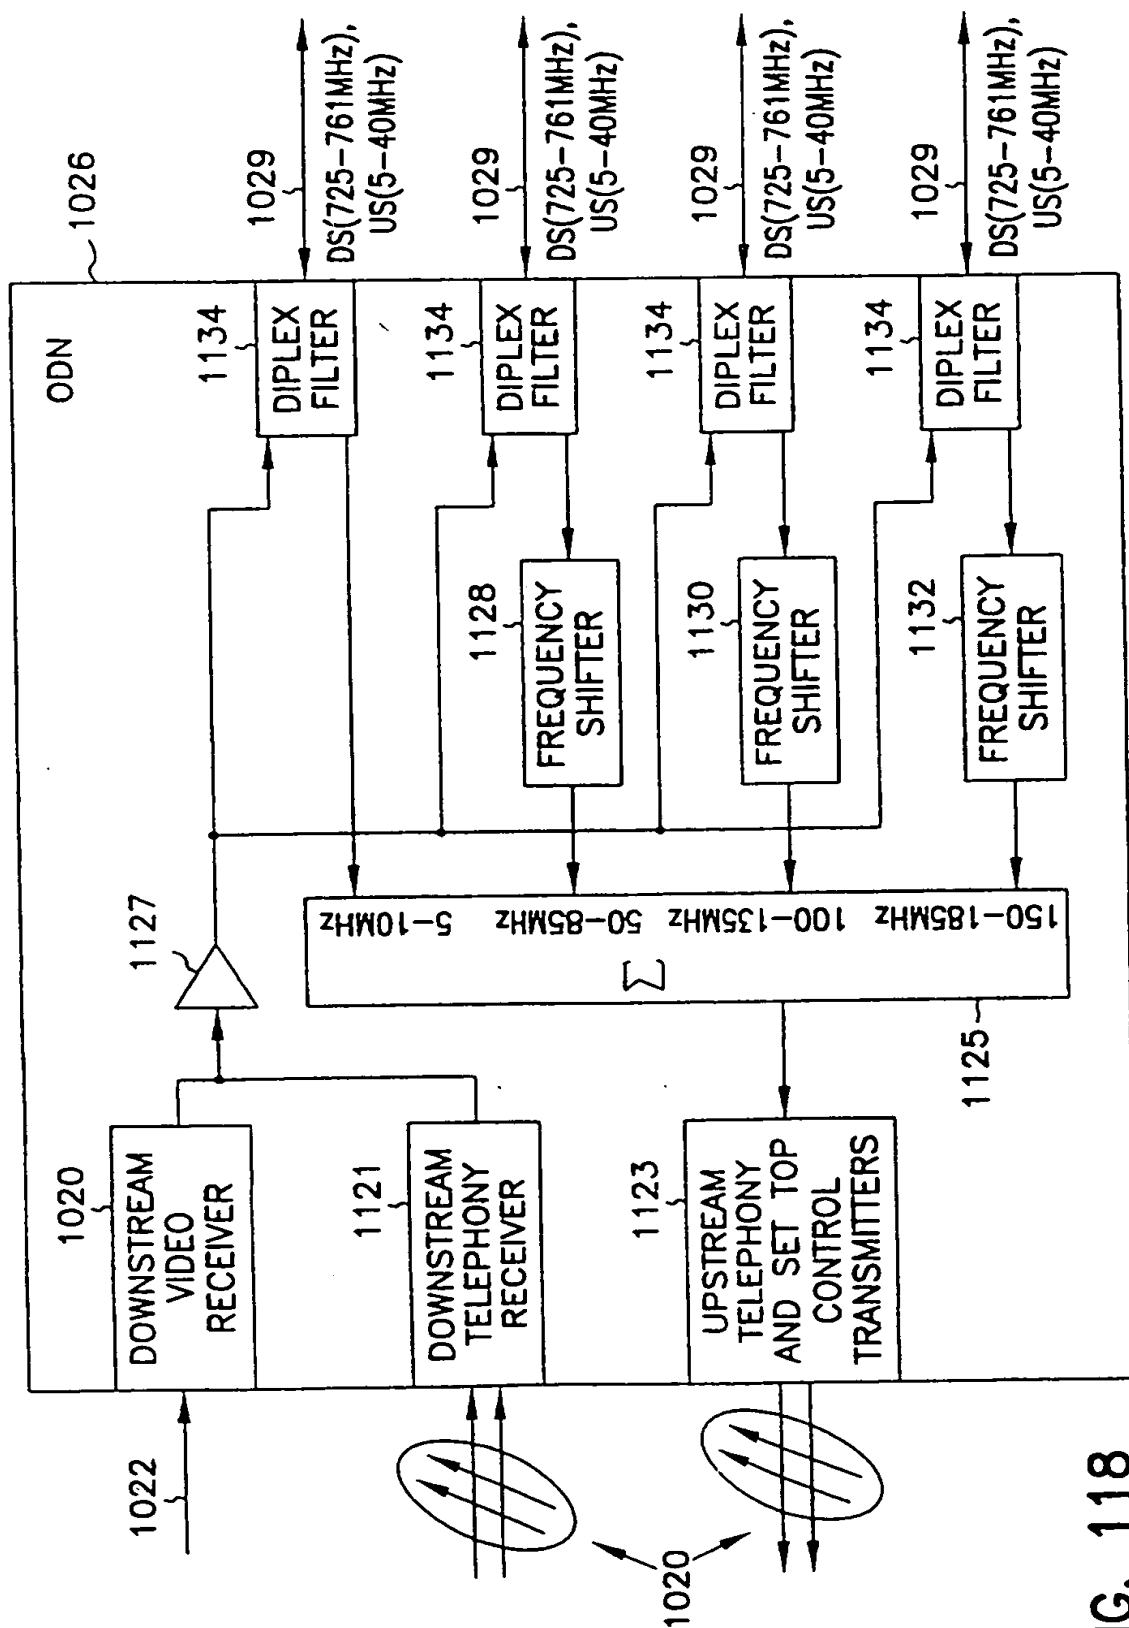 1026
ODN
1022
1020
DOWNSTREAM
VIDEO
RECEIVER
1121
DOWNSTREAM
TELEPHONY
RECEIVER
1123
UPSTREAM
TELEPHONY
AND SET TOP
CONTROL
TRANSMITTERS
1020
1127
5-10MHz
50-85MHz
100-135MHz
150-185MHz
Σ
1125
1134
DIPLEX
FILTER
1029
DS(725-761MHz),
US(5-40MHz)
1128
FREQUENCY
SHIFTER
1134
DIPLEX
FILTER
1029
DS(725-761MHz),
US(5-40MHz)
1130
FREQUENCY
SHIFTER
1134
DIPLEX
FILTER
1029
DS(725-761MHz),
US(5-40MHz)
1132
FREQUENCY
SHIFTER
1134
DIPLEX
FILTER
1029
DS(725-761MHz),
US(5-40MHz)
G. 118